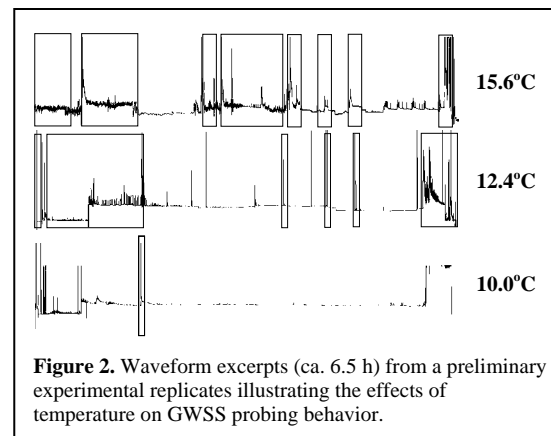 15.6°C
12.4°C
10.0°C
Figure 2. Waveform excerpts (ca. 6.5 h) from a preliminary
experimental replicates illustrating the effects of
temperature on GWSS probing behavior.